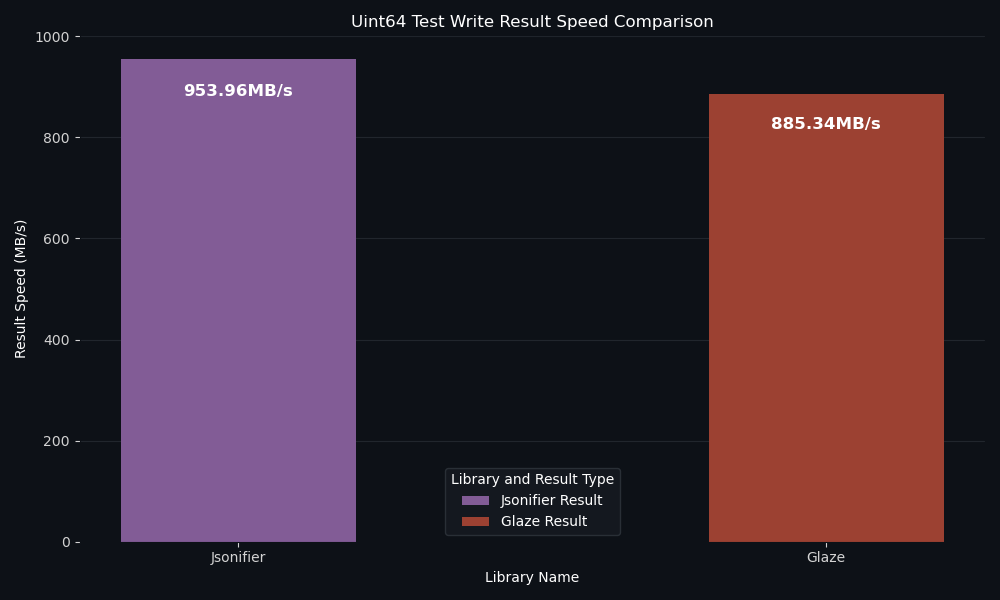 Uint64 Test Write Result Speed Comparison
1000
800
600
400
200
0
Result Speed (MB/s)
953.96MB/s
885.34MB/s
Library and Result Type
Jsonifier Result
Glaze Result
Jsonifier
Glaze
Library Name